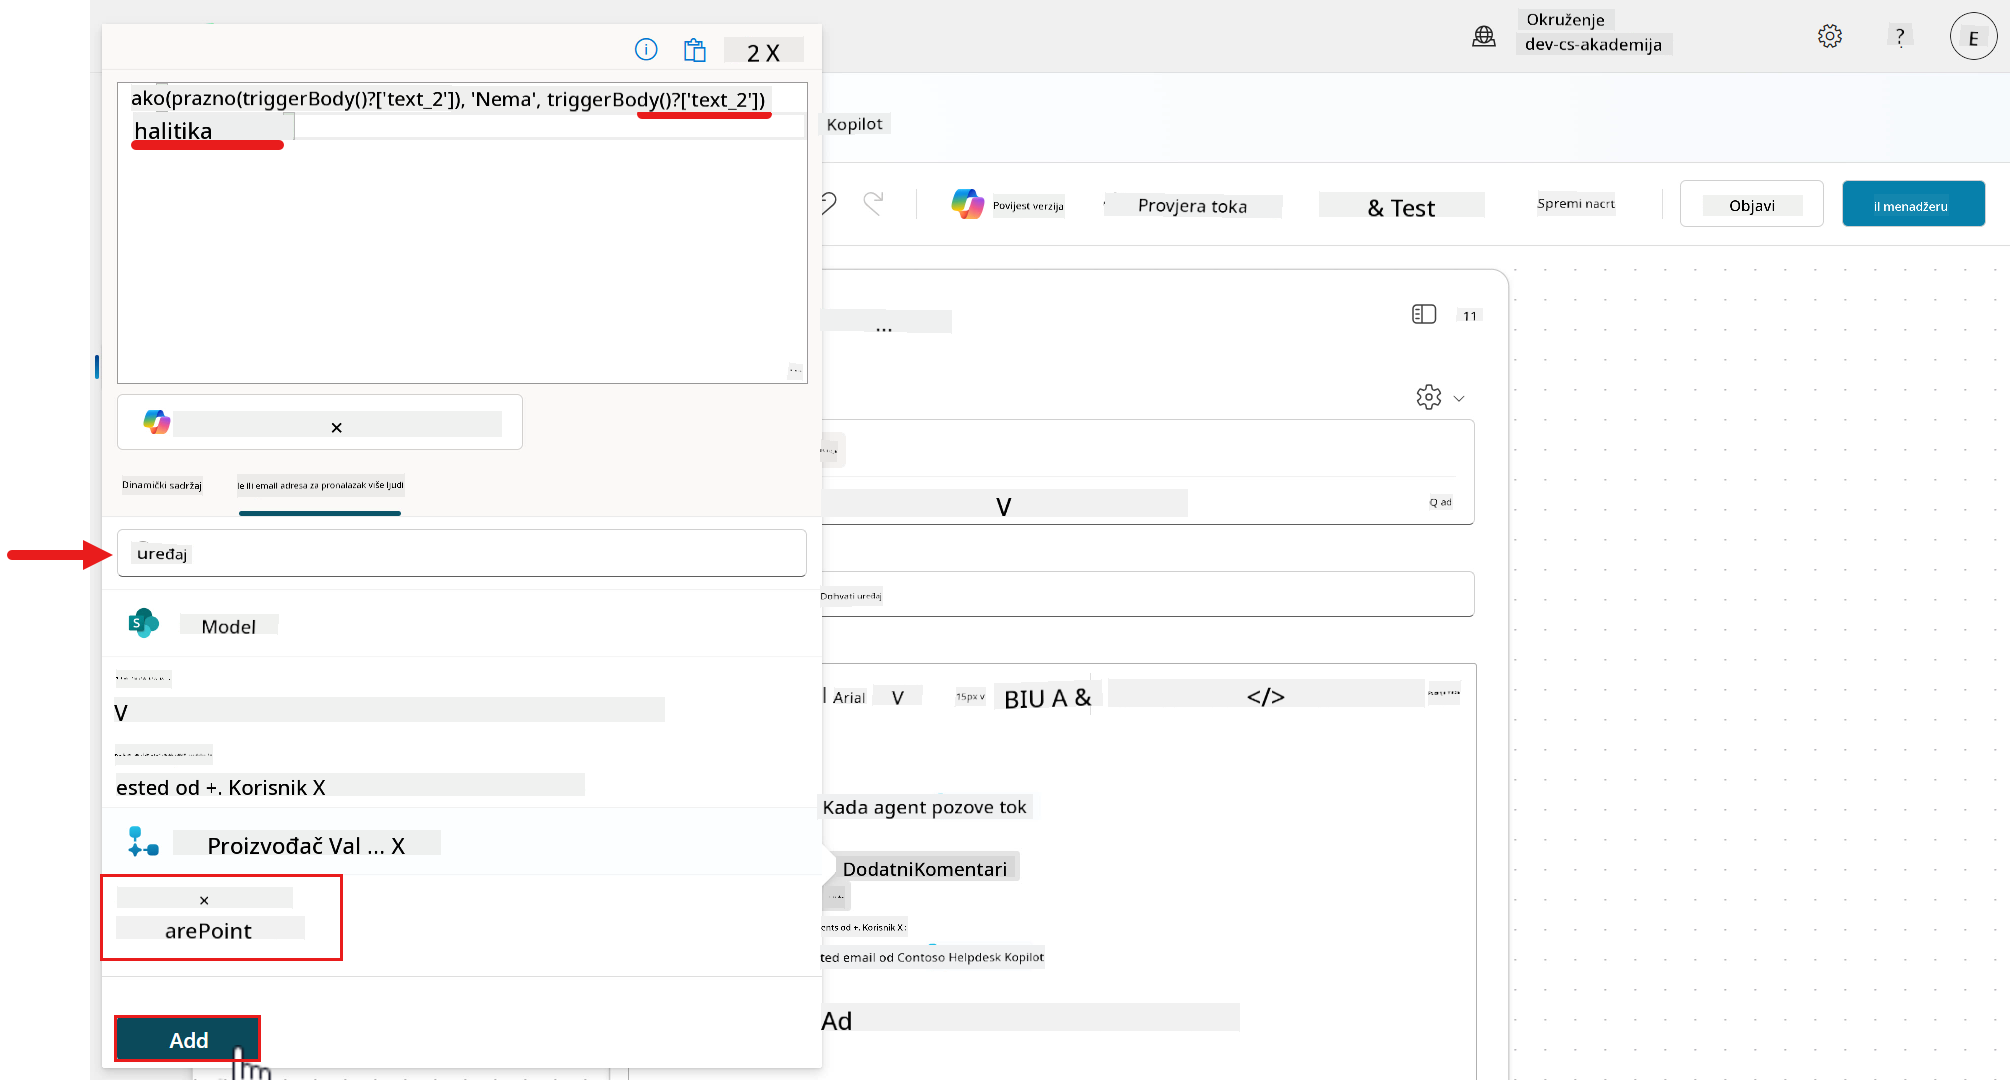 Okruženje
dev-cs-akademija
?
E
2 X
ako(prazno(triggerBody()?['text_2']), 'Nema', triggerBody()?['text_2'])
halitika
Kopilot
Povijest verzija
Provjera toka
& Test
Spremi nacrt
Objavi
il menadžeru
...
11
×
Dinamički sadržaj
le ili email adresa za pronalazak više ljudi
V
Q ad
uređaj
Dohvati uređaj
Model
V
Arial
V
15px v
BIU A &
</>
ested od +. Korisnik X
Kada agent pozove tok
Proizvođač Val ... X
DodatniKomentari
×
arePoint
ents od +. Korisnik X :
ted email od Contoso Helpdesk Kopilot
Ad
Add